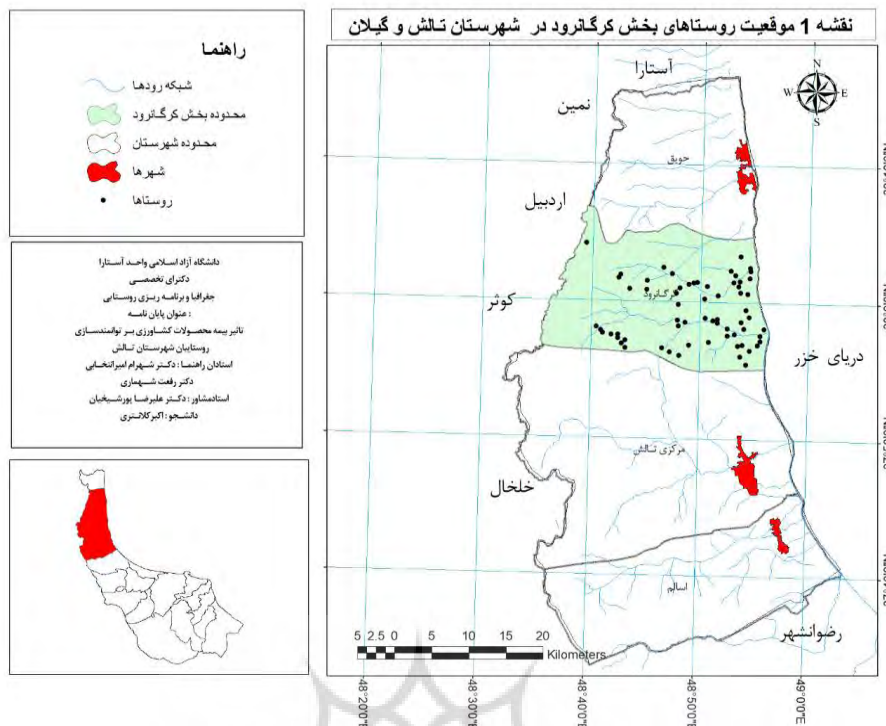 نقشه 1 موقعیت روستاهای بخش کرگانرود در شهرستان تالش و گیلان
راهنما
شبکه رودها
محدوده بخش کرگانرود
محدوده شهرستان
شهرها
روستاها
دانشگاه آزاد اسلامی واحد آستارا
دکترای تخصصی
جغرافیا و برنامه ریزی روستایی
عنوان پایان نامه :
تاثیر بیمه محصولات کشاورزی بر توانمندسازی
روستاییان شهرستان تالش
استادان راهنما : دکتر شهرام امیرانتخابی
دکتر رفعت شهماری
استادمشاور : دکتر علیرضا پورشیخیان
دانشجو : اکبرکلانتری
آستارا
نمین
N
W E
S
حویق
اردبیل
کرگانرود
کوثر
دریای خزر
مرکزی تالش
خلخال
اسالم
رضوانشهر
5 2.5 0 5 10 15 20
Kilometers
48°20'0"
48°30'0"
48°40'0"
48°50'0"
49°0'0"E